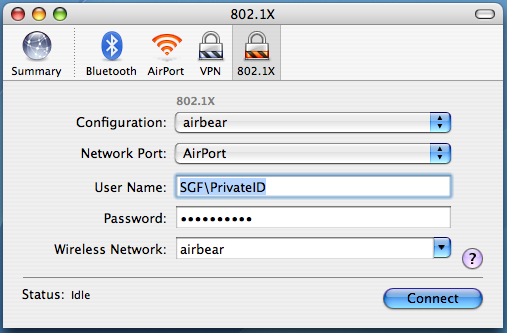 802.1X
Summary Bluetooth AirPort VPN 802.1X
802.1X
Configuration: airbear
Network Port: AirPort
User Name: SGF\PrivateID
Password: ••••••••••
Wireless Network: airbear
?
Status: Idle
Connect